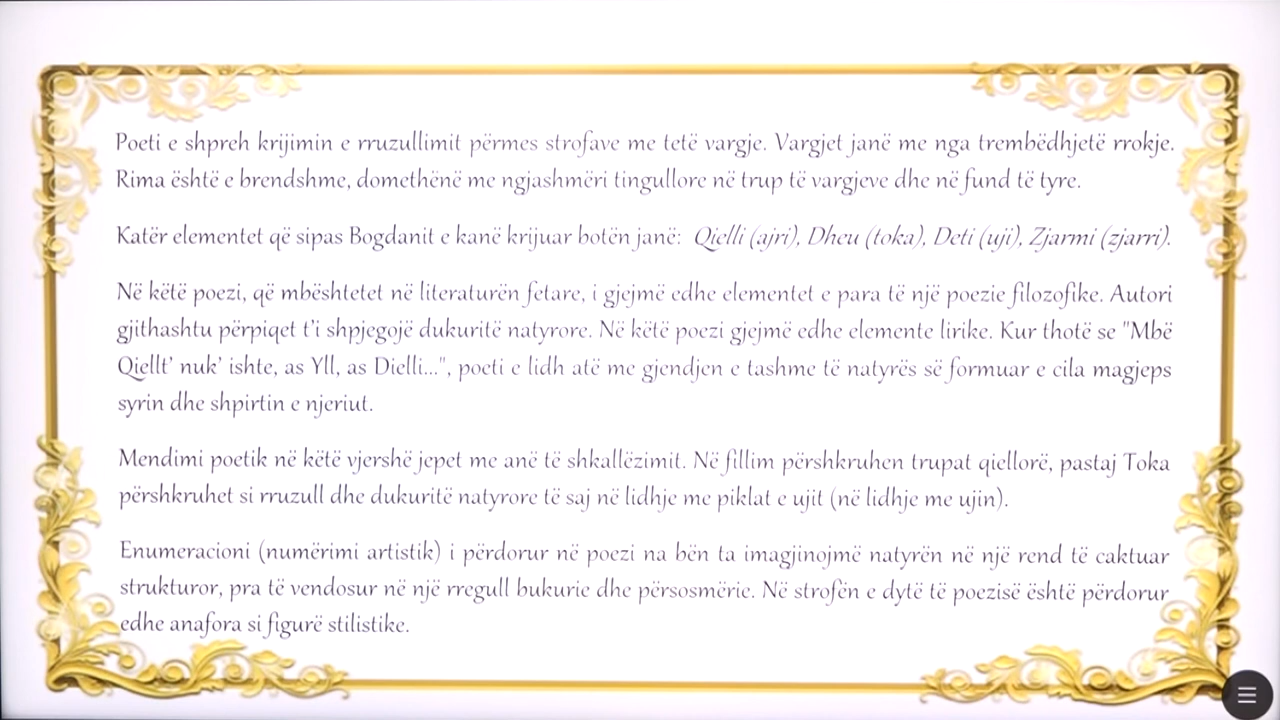 Poeti e shpreh krijimin e rruzullimit përmes strofave me tetë vargje. Vargjet janë me nga trembëdhjetë rrokje.
Rima është e brendshme, domethënë me ngjashmëri tingullore në trup të vargjeve dhe në fund të tyre.
Katër elementet që sipas Bogdanit e kanë krijuar botën janë: Qielli (ajri), Dheu (toka), Deti (uji), Zjarmi (zjarri).
Në këtë poezi, që mbështetet në literaturën fetare, i gjejmë edhe elementet e para të një poezie filozofike. Autori
gjithashtu përpiqet t'i shpjegojë dukuritë natyrore. Në këtë poezi gjejmë edhe elemente lirike. Kur thotë se "Mbë
Qiellt' nuk' ishte, as Yll, as Dielli...", poeti e lidh atë me gjendjen e tashme të natyrës së formuar e cila magjeps
syrin dhe shpirtin e njeriut.
Mendimi poetik në këtë vjershë jepet me anë të shkallëzimit. Në fillim përshkruhen trupat qiellorë, pastaj Toka
përshkruhet si rruzull dhe dukuritë natyrore të saj në lidhje me piklat e ujit (në lidhje me ujin).
Enumeracioni (numërimi artistik) i përdorur në poezi na bën ta imagjinojmë natyrën në një rend të caktuar
strukturor, pra të vendosur në një rregull bukurie dhe përsosmërie. Në strofën e dytë të poezisë është përdorur
edhe anafora si figurë stilistike.